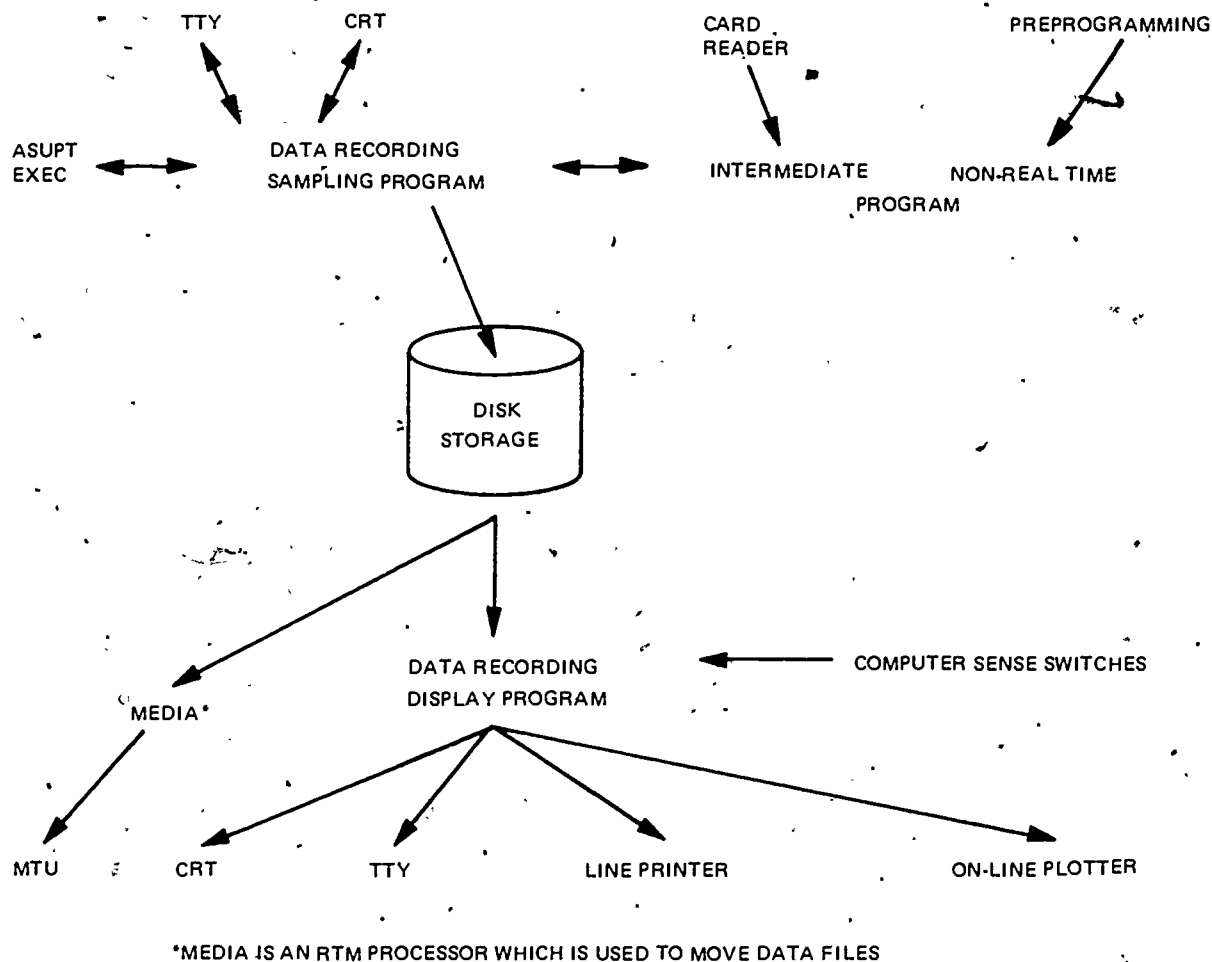 TTY
CRT
CARD
READER
PREPROGRAMMING
ASUPT
EXEC
DATA RECORDING
SAMPLING PROGRAM
INTERMEDIATE
NON-REAL TIME
PROGRAM
DISK
STORAGE
DATA RECORDING
DISPLAY PROGRAM
COMPUTER SENSE SWITCHES
MEDIA*
MTU
CRT
TTY
LINE PRINTER
ON-LINE PLOTTER
*MEDIA IS AN RTM PROCESSOR WHICH IS USED TO MOVE DATA FILES